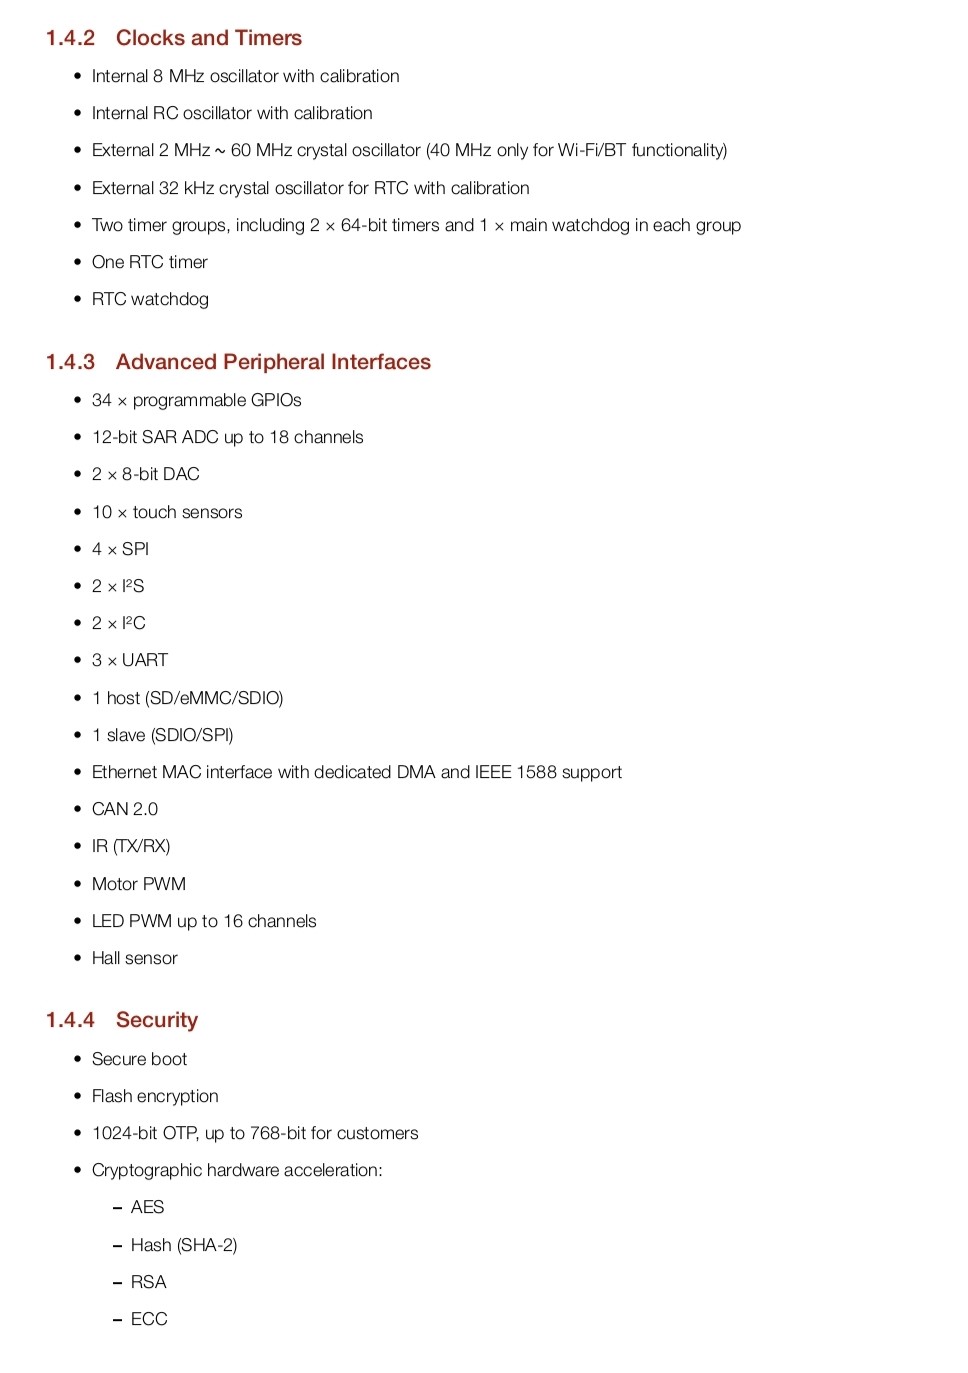 1.4.2 Clocks and Timers
• Internal 8 MHz oscillator with calibration
• Internal RC oscillator with calibration
• External 2 MHz ~ 60 MHz crystal oscillator (40 MHz only for Wi-Fi/BT functionality)
• External 32 kHz crystal oscillator for RTC with calibration
• Two timer groups, including 2 × 64-bit timers and 1 × main watchdog in each group
• One RTC timer
• RTC watchdog
1.4.3 Advanced Peripheral Interfaces
• 34 × programmable GPIOs
• 12-bit SAR ADC up to 18 channels
• 2 × 8-bit DAC
• 10 × touch sensors
• 4 × SPI
• 2 × I²S
• 2 × I²C
• 3 × UART
• 1 host (SD/eMMC/SDIO)
• 1 slave (SDIO/SPI)
• Ethernet MAC interface with dedicated DMA and IEEE 1588 support
• CAN 2.0
• IR (TX/RX)
• Motor PWM
• LED PWM up to 16 channels
• Hall sensor
1.4.4 Security
• Secure boot
• Flash encryption
• 1024-bit OTP, up to 768-bit for customers
• Cryptographic hardware acceleration:
– AES
– Hash (SHA-2)
– RSA
– ECC